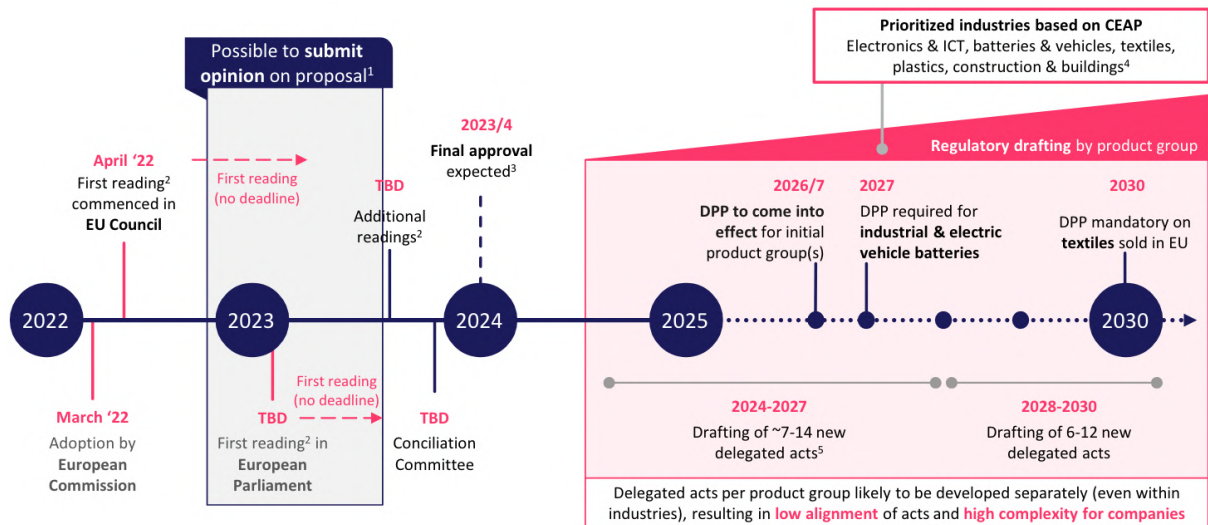 Possible to submit
opinion on proposal1
Prioritized industries based on CEAP
Electronics & ICT, batteries & vehicles, textiles,
plastics, construction & buildings4
April ‘22
First reading2
commenced in
EU Council
First reading
(no deadline)
TBD
Additional
readings2
2023/4
Final approval
expected3
Regulatory drafting by product group
2026/7
DPP to come into
effect for initial
product group(s)
2027
DPP required for
industrial & electric
vehicle batteries
2030
DPP mandatory on
textiles sold in EU
2022
2023
2024
2025
2030
March ‘22
Adoption by
European
Commission
TBD
First reading2 in
European
Parliament
First reading
(no deadline)
TBD
Conciliation
Committee
2024-2027
Drafting of ~7-14 new
delegated acts5
2028-2030
Drafting of 6-12 new
delegated acts
Delegated acts per product group likely to be developed separately (even within
industries), resulting in low alignment of acts and high complexity for companies